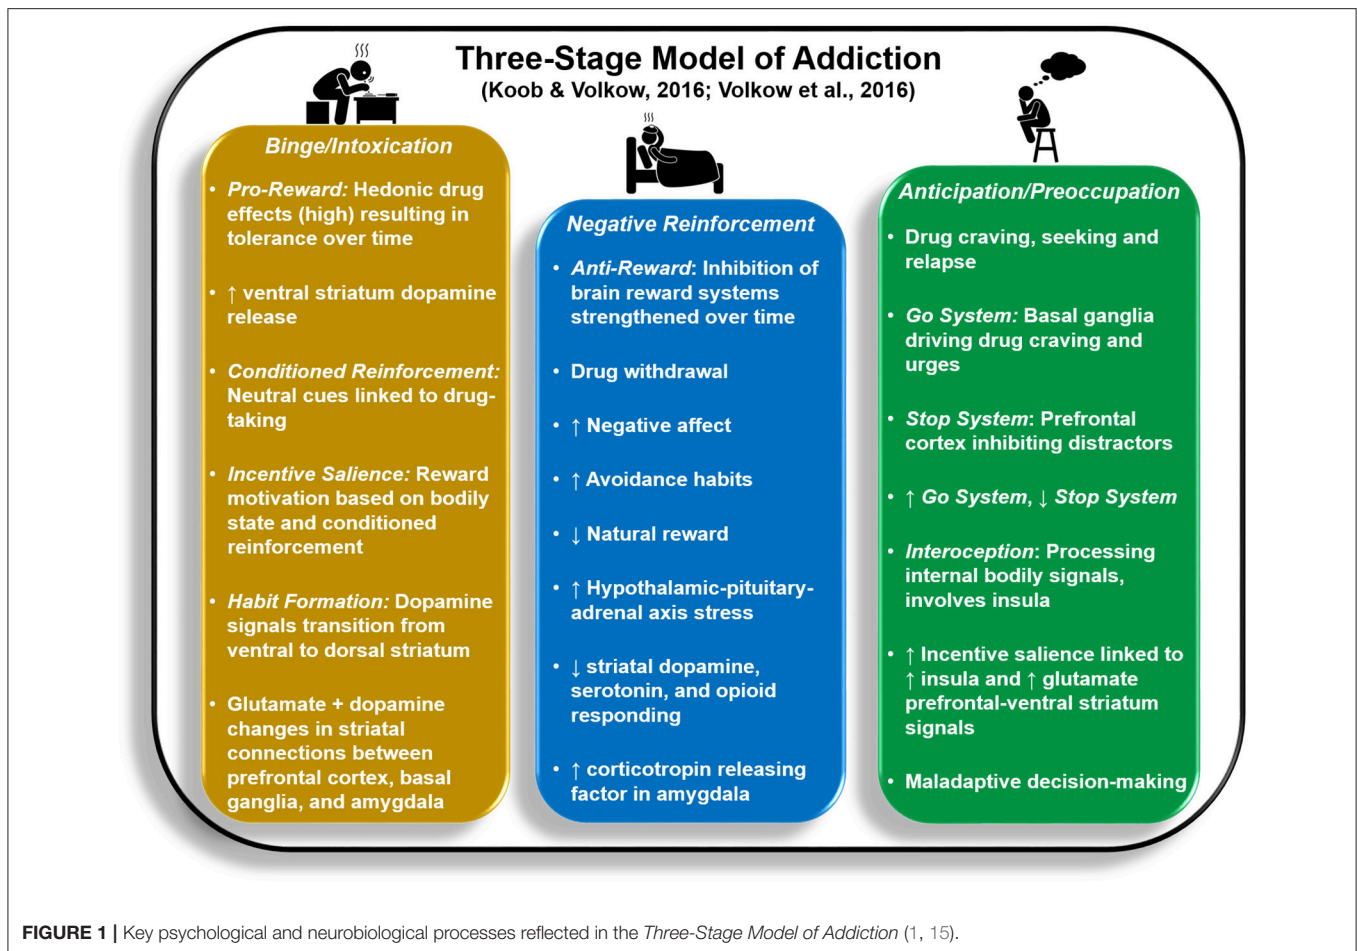 Three-Stage Model of Addiction
(Koob & Volkow, 2016; Volkow et al., 2016)
Binge/Intoxication
• Pro-Reward: Hedonic drug
effects (high) resulting in
tolerance over time
• ↑ ventral striatum dopamine
release
• Conditioned Reinforcement:
Neutral cues linked to drug-
taking
• Incentive Salience: Reward
motivation based on bodily
state and conditioned
reinforcement
• Habit Formation: Dopamine
signals transition from
ventral to dorsal striatum
• Glutamate + dopamine
changes in striatal
connections between
prefrontal cortex, basal
ganglia, and amygdala
Negative Reinforcement
• Anti-Reward: Inhibition of
brain reward systems
strengthened over time
• Drug withdrawal
• ↑ Negative affect
• ↑ Avoidance habits
• ↓ Natural reward
• ↑ Hypothalamic-pituitary-
adrenal axis stress
• ↓ striatal dopamine,
serotonin, and opioid
responding
• ↑ corticotropin releasing
factor in amygdala
Anticipation/Preoccupation
• Drug craving, seeking and
relapse
• Go System: Basal ganglia
driving drug craving and
urges
• Stop System: Prefrontal
cortex inhibiting distractors
• ↑ Go System, ↓ Stop System
• Interoception: Processing
internal bodily signals,
involves insula
• ↑ Incentive salience linked to
↑ insula and ↑ glutamate
prefrontal-ventral striatum
signals
• Maladaptive decision-making
FIGURE 1 | Key psychological and neurobiological processes reflected in the Three-Stage Model of Addiction (1, 15).